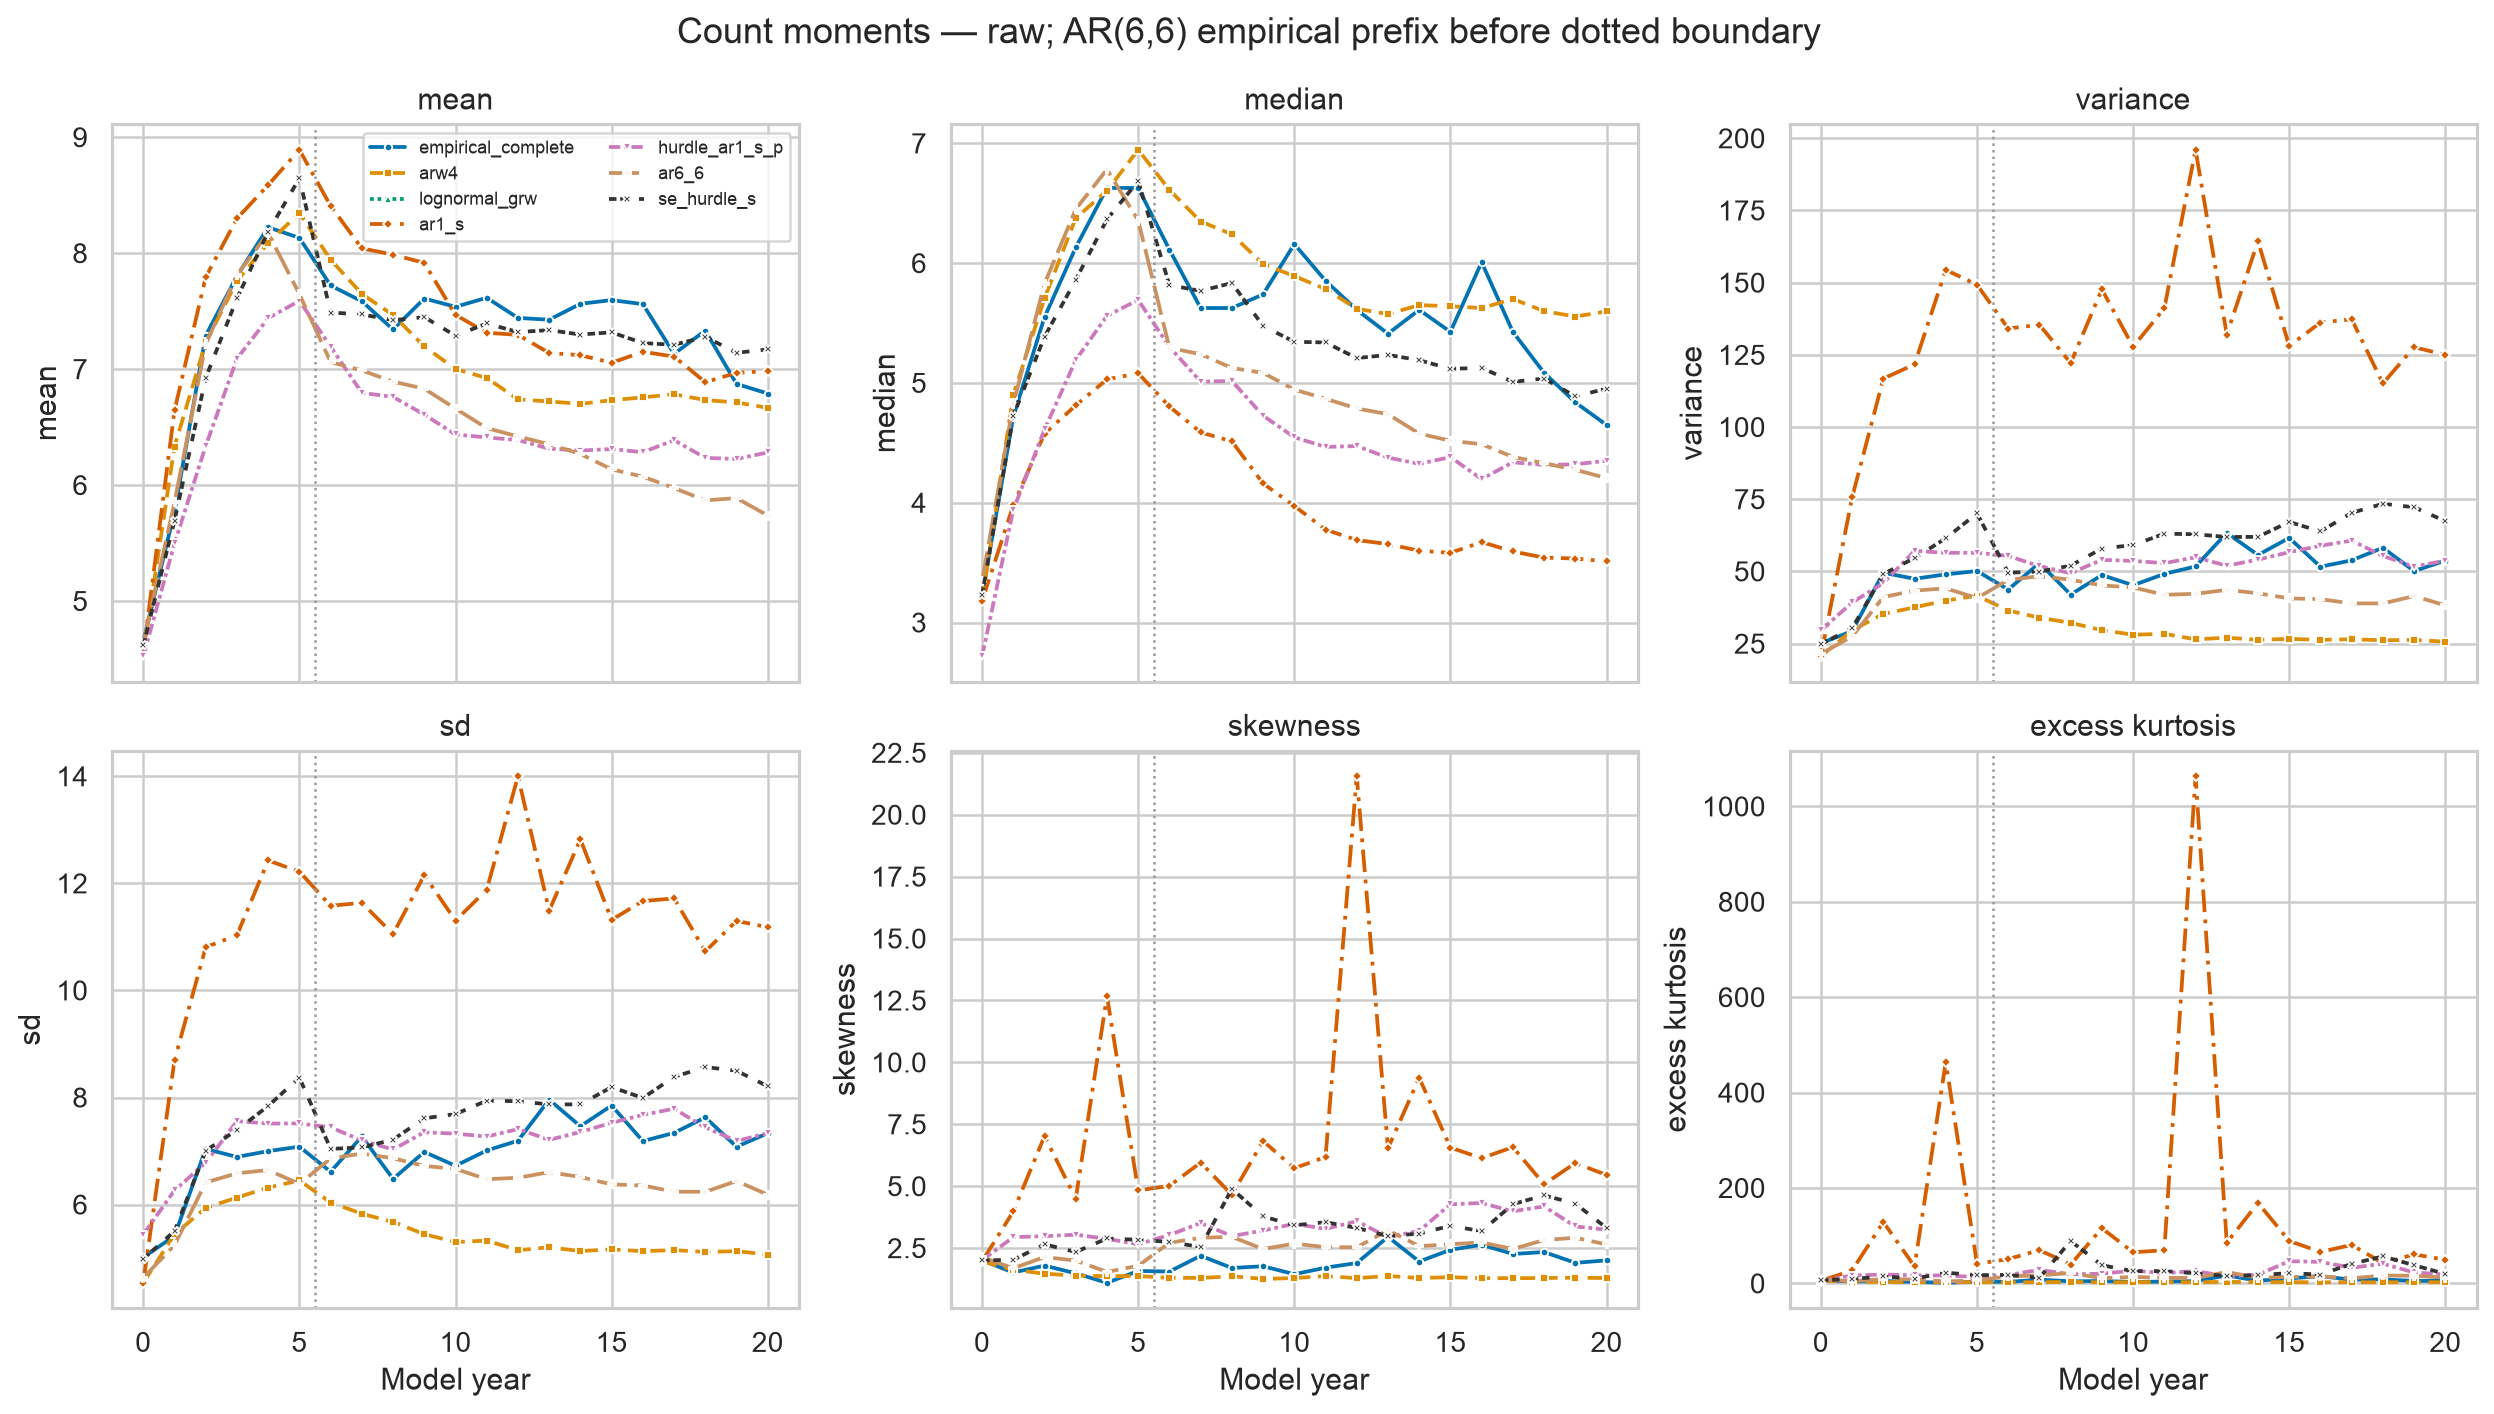 Count moments — raw; AR(6,6) empirical prefix before dotted boundary
mean
9
8
7
6
5
mean
empirical_complete
arw4
lognormal_grw
ar1_s
hurdle_ar1_s_p
ar6_6
se_hurdle_s
median
7
6
5
4
3
median
variance
200
175
150
125
100
75
50
25
variance
sd
14
12
10
8
6
sd
0 5 10 15 20
Model year
skewness
22.5
20.0
17.5
15.0
12.5
10.0
7.5
5.0
2.5
skewness
0 5 10 15 20
Model year
excess kurtosis
1000
800
600
400
200
0
excess kurtosis
0 5 10 15 20
Model year